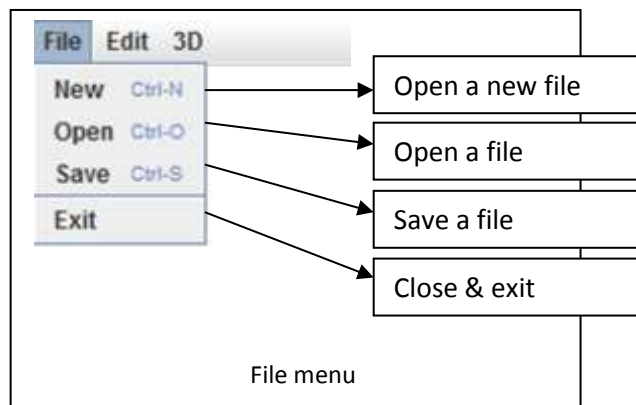 File Edit 3D
New Ctrl-N
Open Ctrl-O
Save Ctrl-S
Exit
Open a new file
Open a file
Save a file
Close & exit
File menu